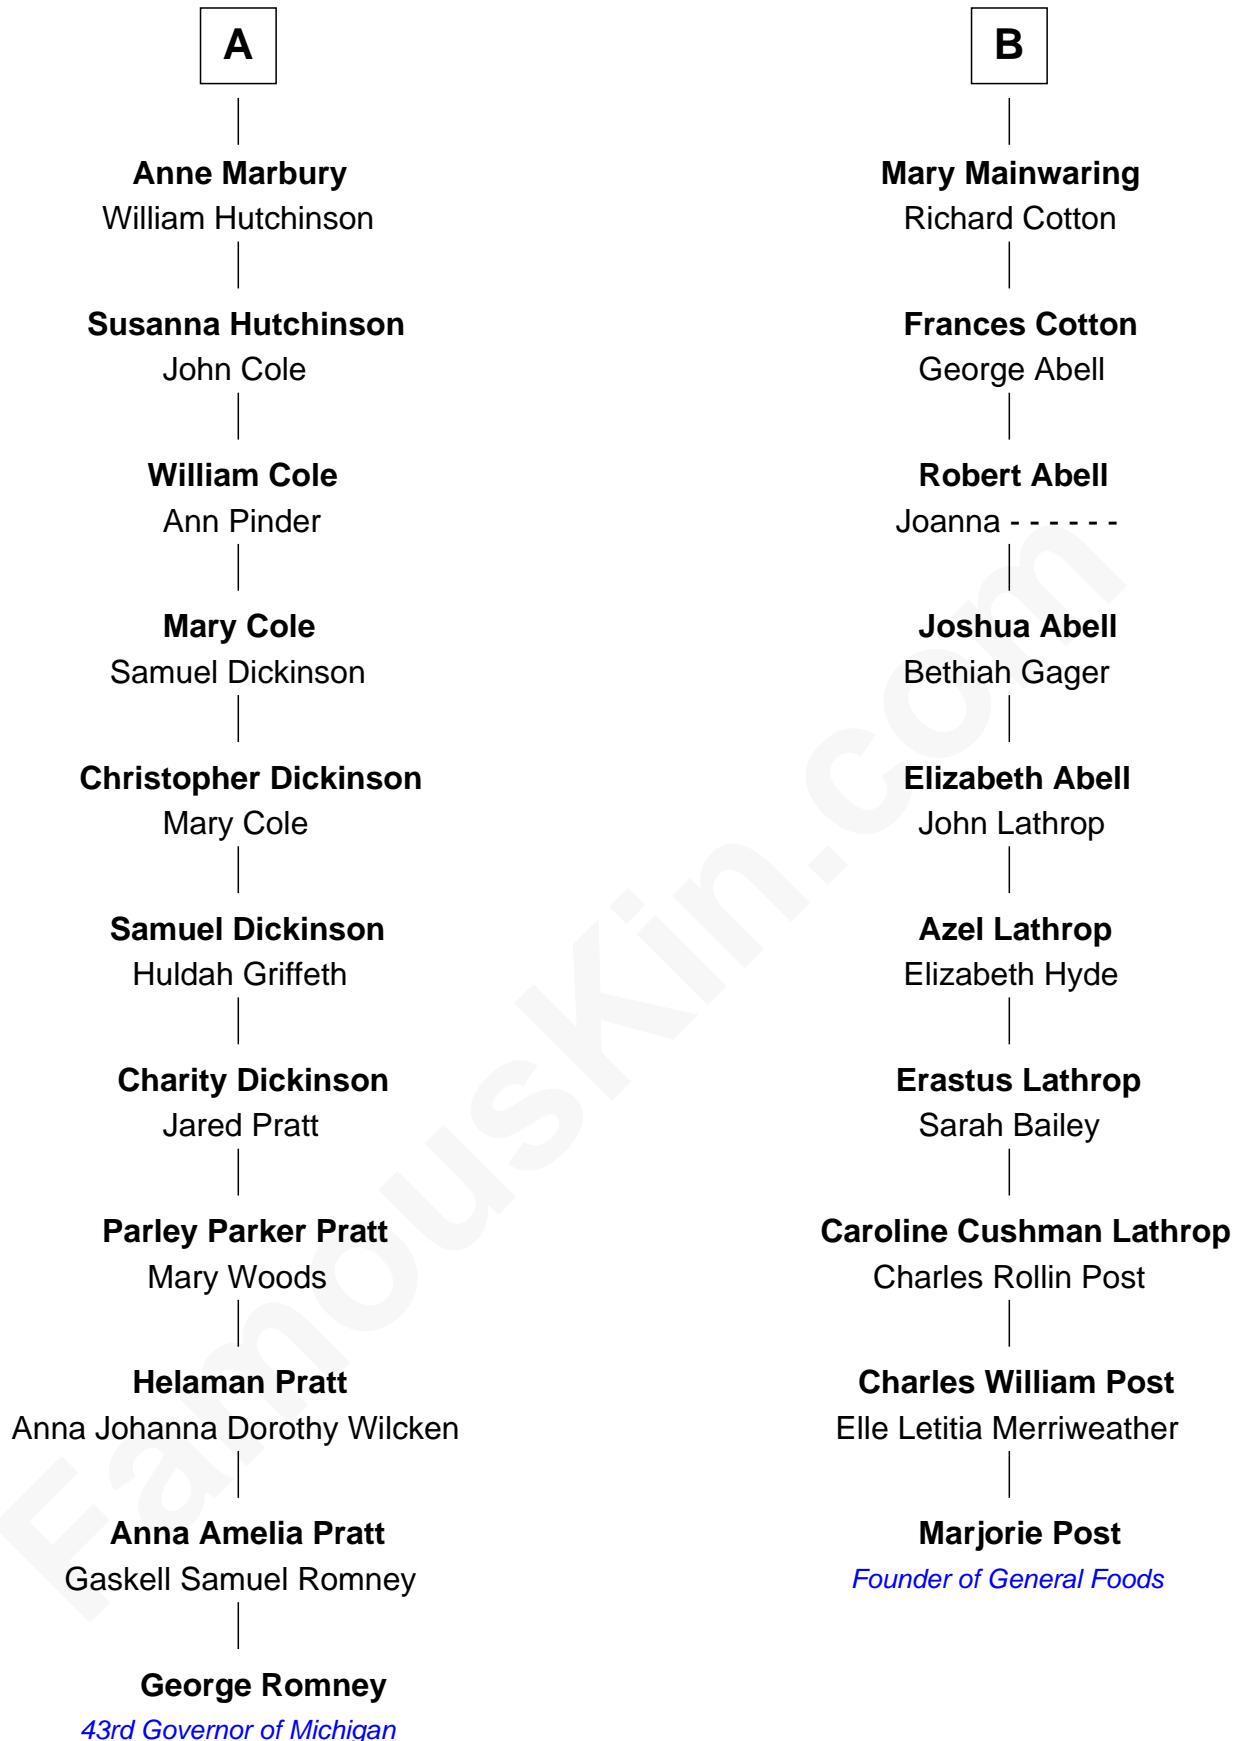 A
Anne Marbury
William Hutchinson
Susanna Hutchinson
John Cole
William Cole
Ann Pinder
Mary Cole
Samuel Dickinson
Christopher Dickinson
Mary Cole
Samuel Dickinson
Huldah Griffeth
Charity Dickinson
Jared Pratt
Parley Parker Pratt
Mary Woods
Helaman Pratt
Anna Johanna Dorothy Wilcken
Anna Amelia Pratt
Gaskell Samuel Romney
George Romney
43rd Governor of Michigan
B
Mary Mainwaring
Richard Cotton
Frances Cotton
George Abell
Robert Abell
Joanna - - - - - -
Joshua Abell
Bethiah Gager
Elizabeth Abell
John Lathrop
Azel Lathrop
Elizabeth Hyde
Erastus Lathrop
Sarah Bailey
Caroline Cushman Lathrop
Charles Rollin Post
Charles William Post
Elle Letitia Merriweather
Marjorie Post
Founder of General Foods
FamousKin.com